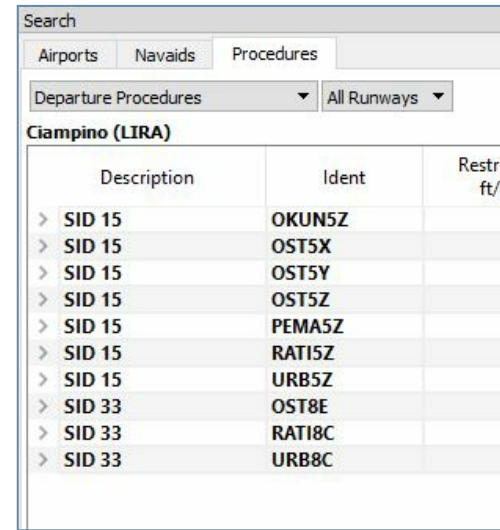 Search
Airports Navaids Procedures
Departure Procedures All Runways
Ciampino (LIRA)
Description Ident Restr
ft/
SID 15 OKUN5Z
SID 15 OST5X
SID 15 OST5Y
SID 15 OST5Z
SID 15 PEMA5Z
SID 15 RATI5Z
SID 15 URB5Z
SID 33 OST8E
SID 33 RATI8C
SID 33 URB8C